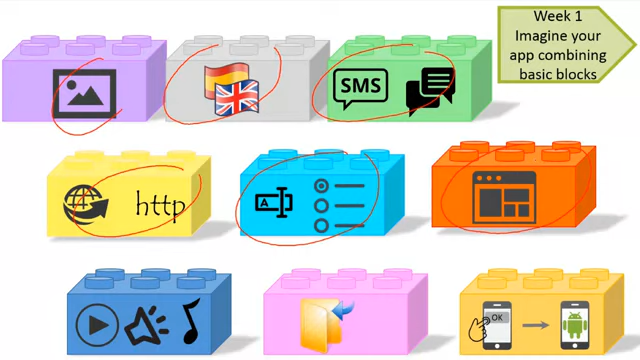 Week 1
Imagine your
app combining
basic blocks
SMS
http
A
OK